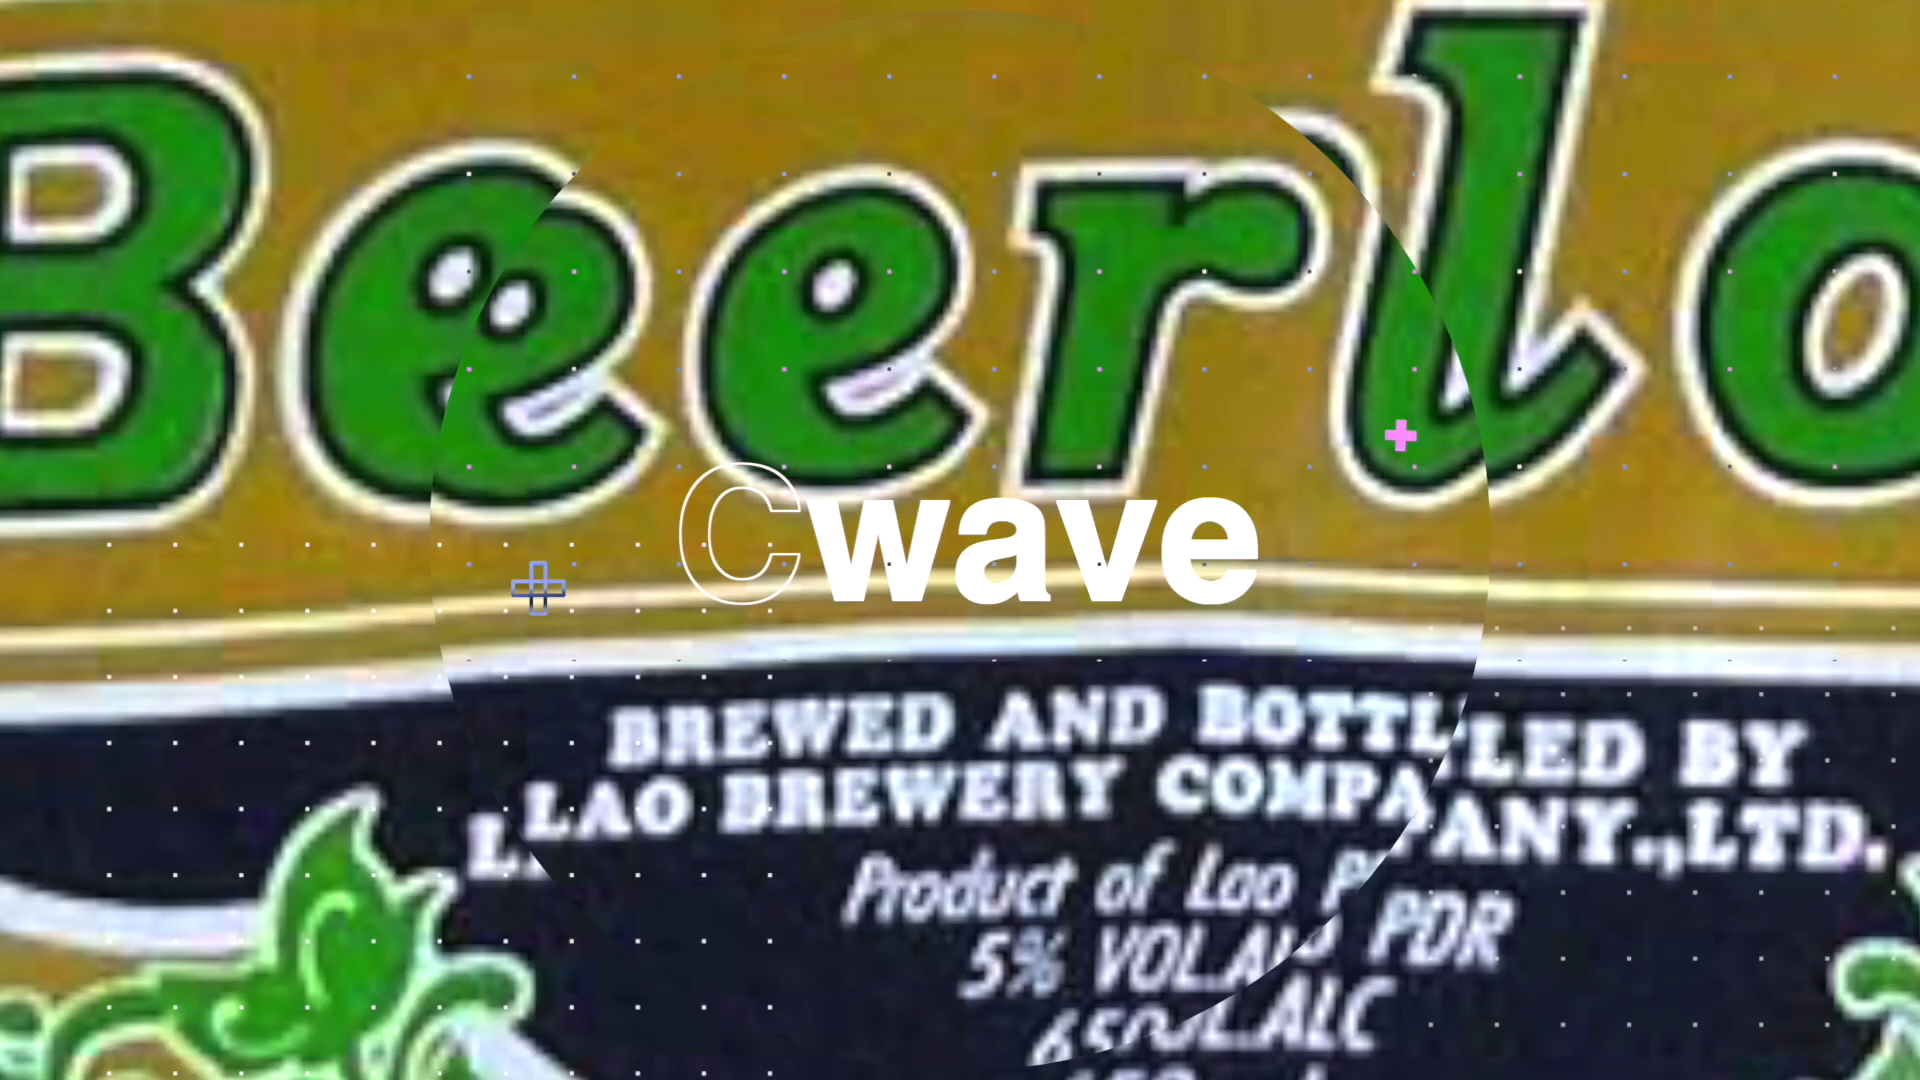 Beerlo
Cwave
BREWED AND BOTTLED BY
LAO BREWERY COMPANY.,LTD.
Product of Lao PDR
5% VOL.ALC